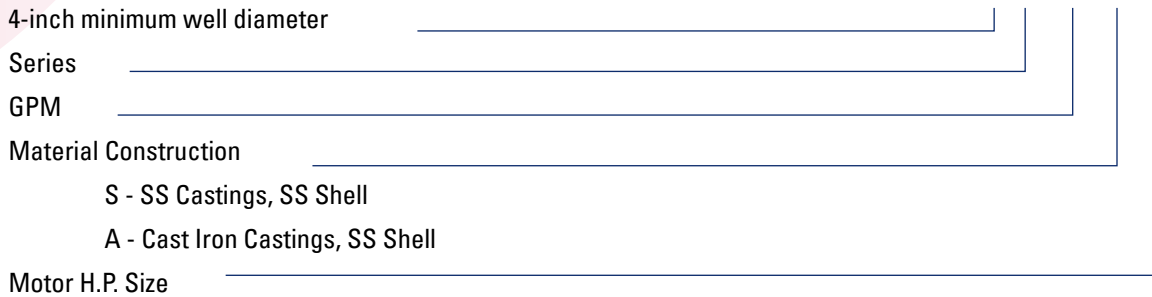 4-inch minimum well diameter
Series
GPM
Material Construction
S - SS Castings, SS Shell
A - Cast Iron Castings, SS Shell
Motor H.P. Size